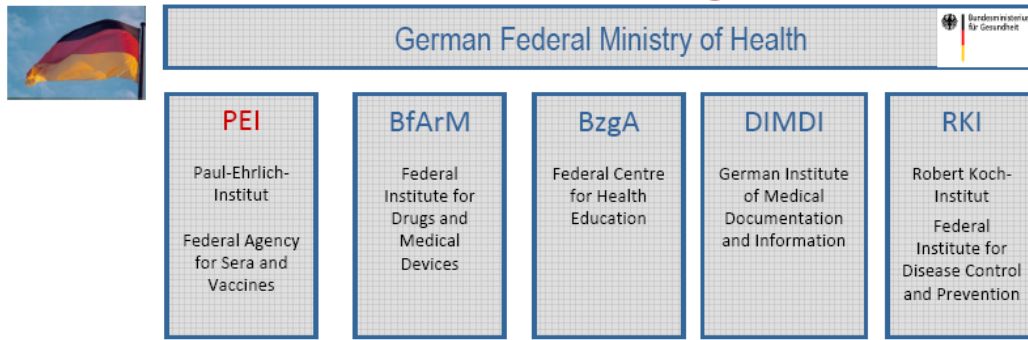 German Federal Ministry of Health
Bundesministerium
für Gesundheit
PEI
Paul-Ehrlich-
Institut
Federal Agency
for Sera and
Vaccines
BfArM
Federal
Institute for
Drugs and
Medical
Devices
BzgA
Federal Centre
for Health
Education
DIMDI
German Institute
of Medical
Documentation
and Information
RKI
Robert Koch-
Institut
Federal
Institute for
Disease Control
and Prevention